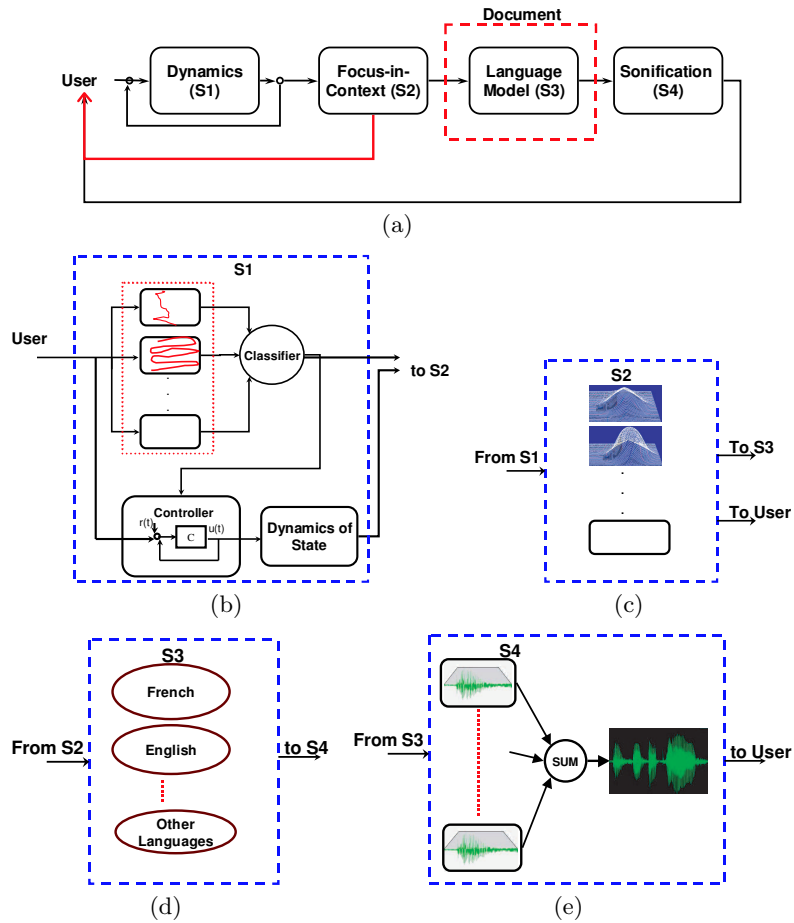 Document
User
Dynamics
(S1)
Focus-in-
Context (S2)
Language
Model (S3)
Sonification
(S4)
(a)
S1
User
Classifier
to S2
Controller
r(t)
u(t)
C
Dynamics of
State
(b)
S2
From S1
To S3
To User
(c)
S3
French
From S2
English
to S4
Other
Languages
(d)
S4
From S3
SUM
to User
(e)